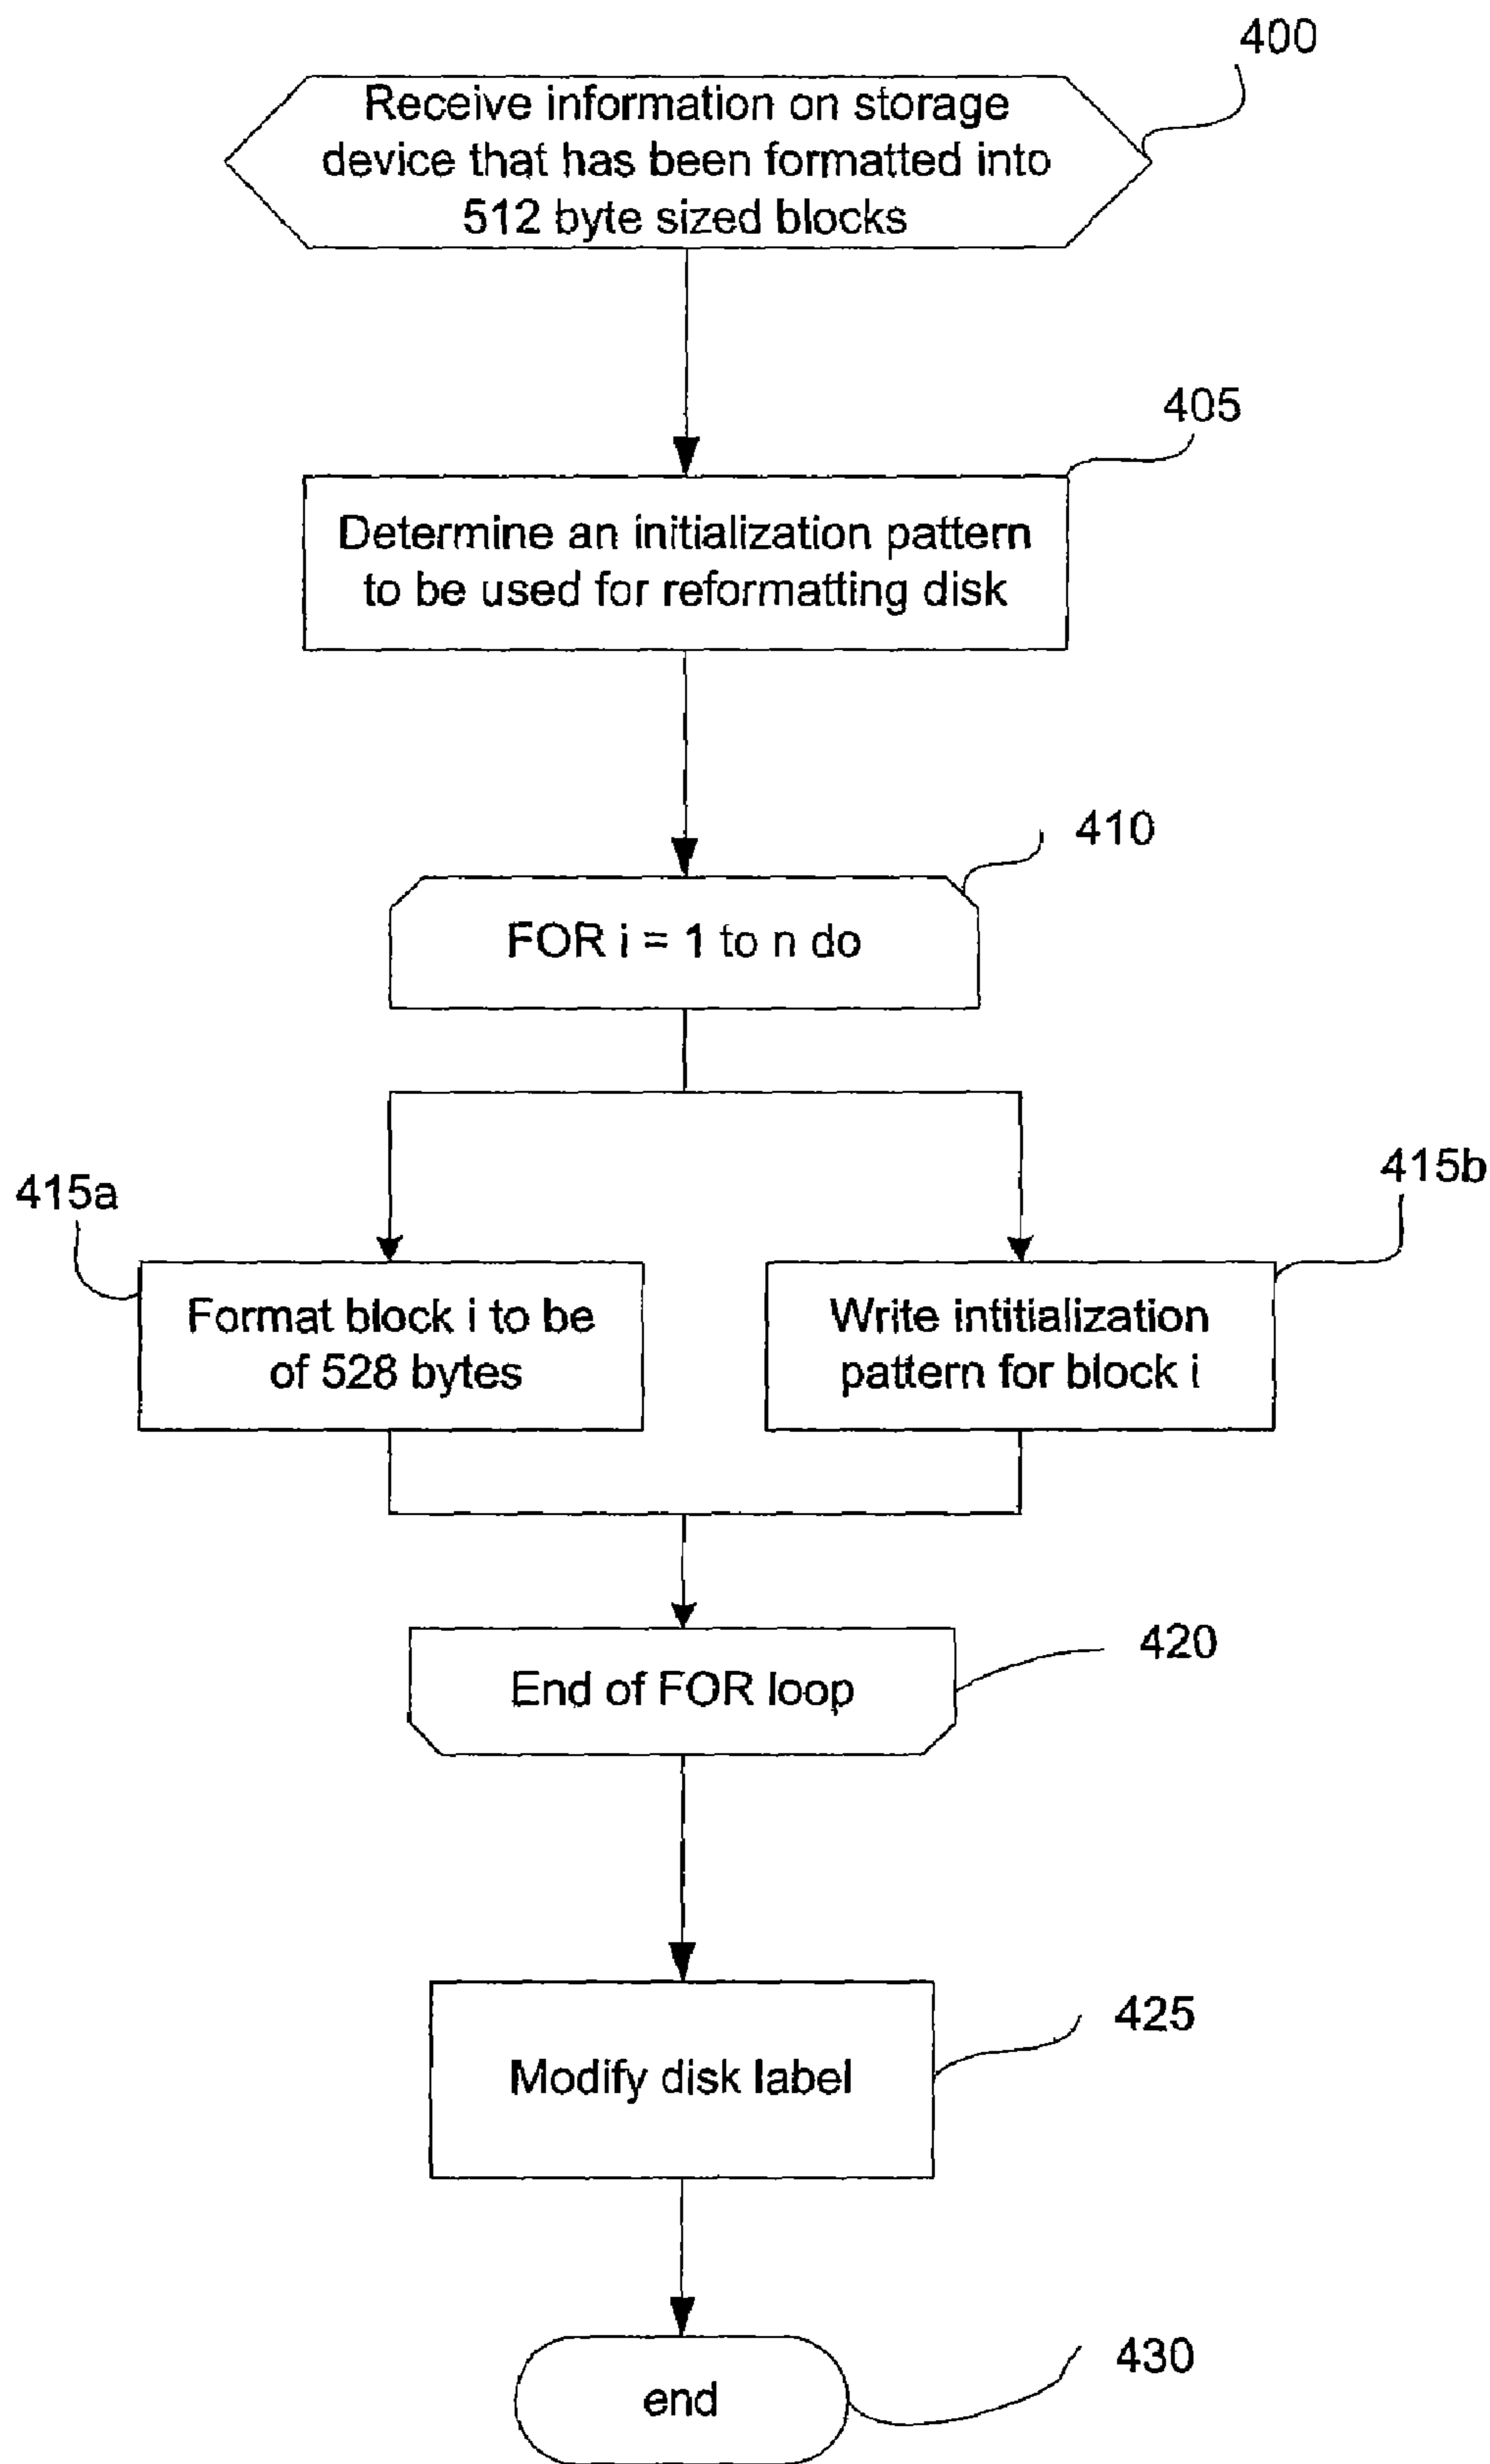 400
Receive information on storage
device that has been formatted into
512 byte sized blocks
405
Determine an initialization pattern
to be used for reformatting disk
410
FOR i = 1 to n do
415a
415b
Format block i to be
of 528 bytes
Write intitialization
pattern for block i
420
End of FOR loop
425
Modify disk label
430
end